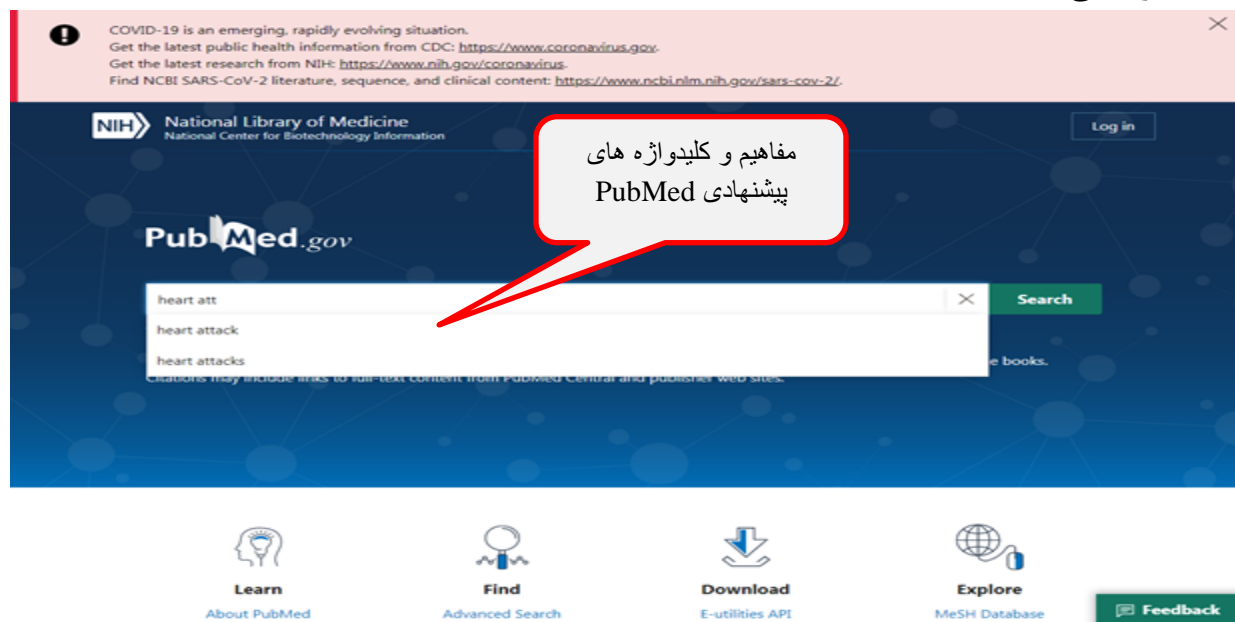 COVID-19 is an emerging, rapidly evolving situation.
Get the latest public health information from CDC: https://www.coronavirus.gov.
Get the latest research from NIH: https://www.nih.gov/coronavirus.
Find NCBI SARS-CoV-2 literature, sequence, and clinical content: https://www.ncbi.nlm.nih.gov/sars-cov-2/.
NIH National Library of Medicine
National Center for Biotechnology Information
Log in
مفاهیم و کلیدواژه های
پیشنهادی PubMed
PubMed.gov
heart att
Search
heart attack
heart attacks
e books.
Citations may include links to full-text content from PubMed Central and publisher web sites.
Learn
Find
Download
Explore
About PubMed
Advanced Search
E-utilities API
MeSH Database
Feedback